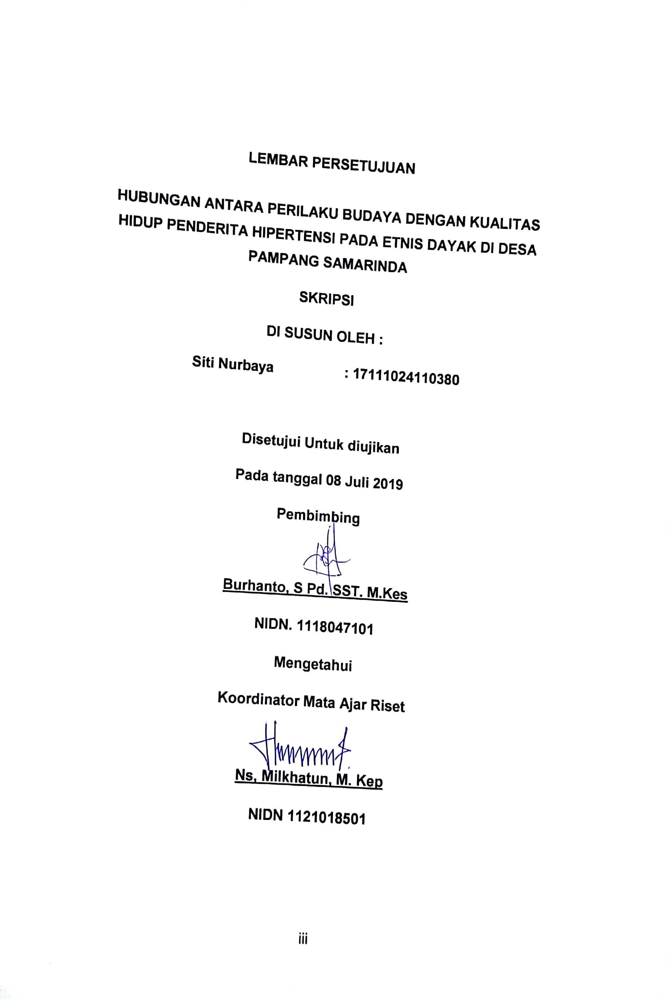 LEMBAR PERSETUJUAN
HUBUNGAN ANTARA PERILAKU BUDAYA DENGAN KUALITAS
HIDUP PENDERITA HIPERTENSI PADA ETNIS DAYAK DI DESA
PAMPANG SAMARINDA
SKRIPSI
DI SUSUN OLEH :
Siti Nurbaya : 17111024110380
Disetujui Untuk diujikan
Pada tanggal 08 Juli 2019
Pembimbing
Burhanto, S Pd. SST. M.Kes
NIDN. 1118047101
Mengetahui
Koordinator Mata Ajar Riset
Ns, Milkhatun, M. Kep
NIDN 1121018501
iii